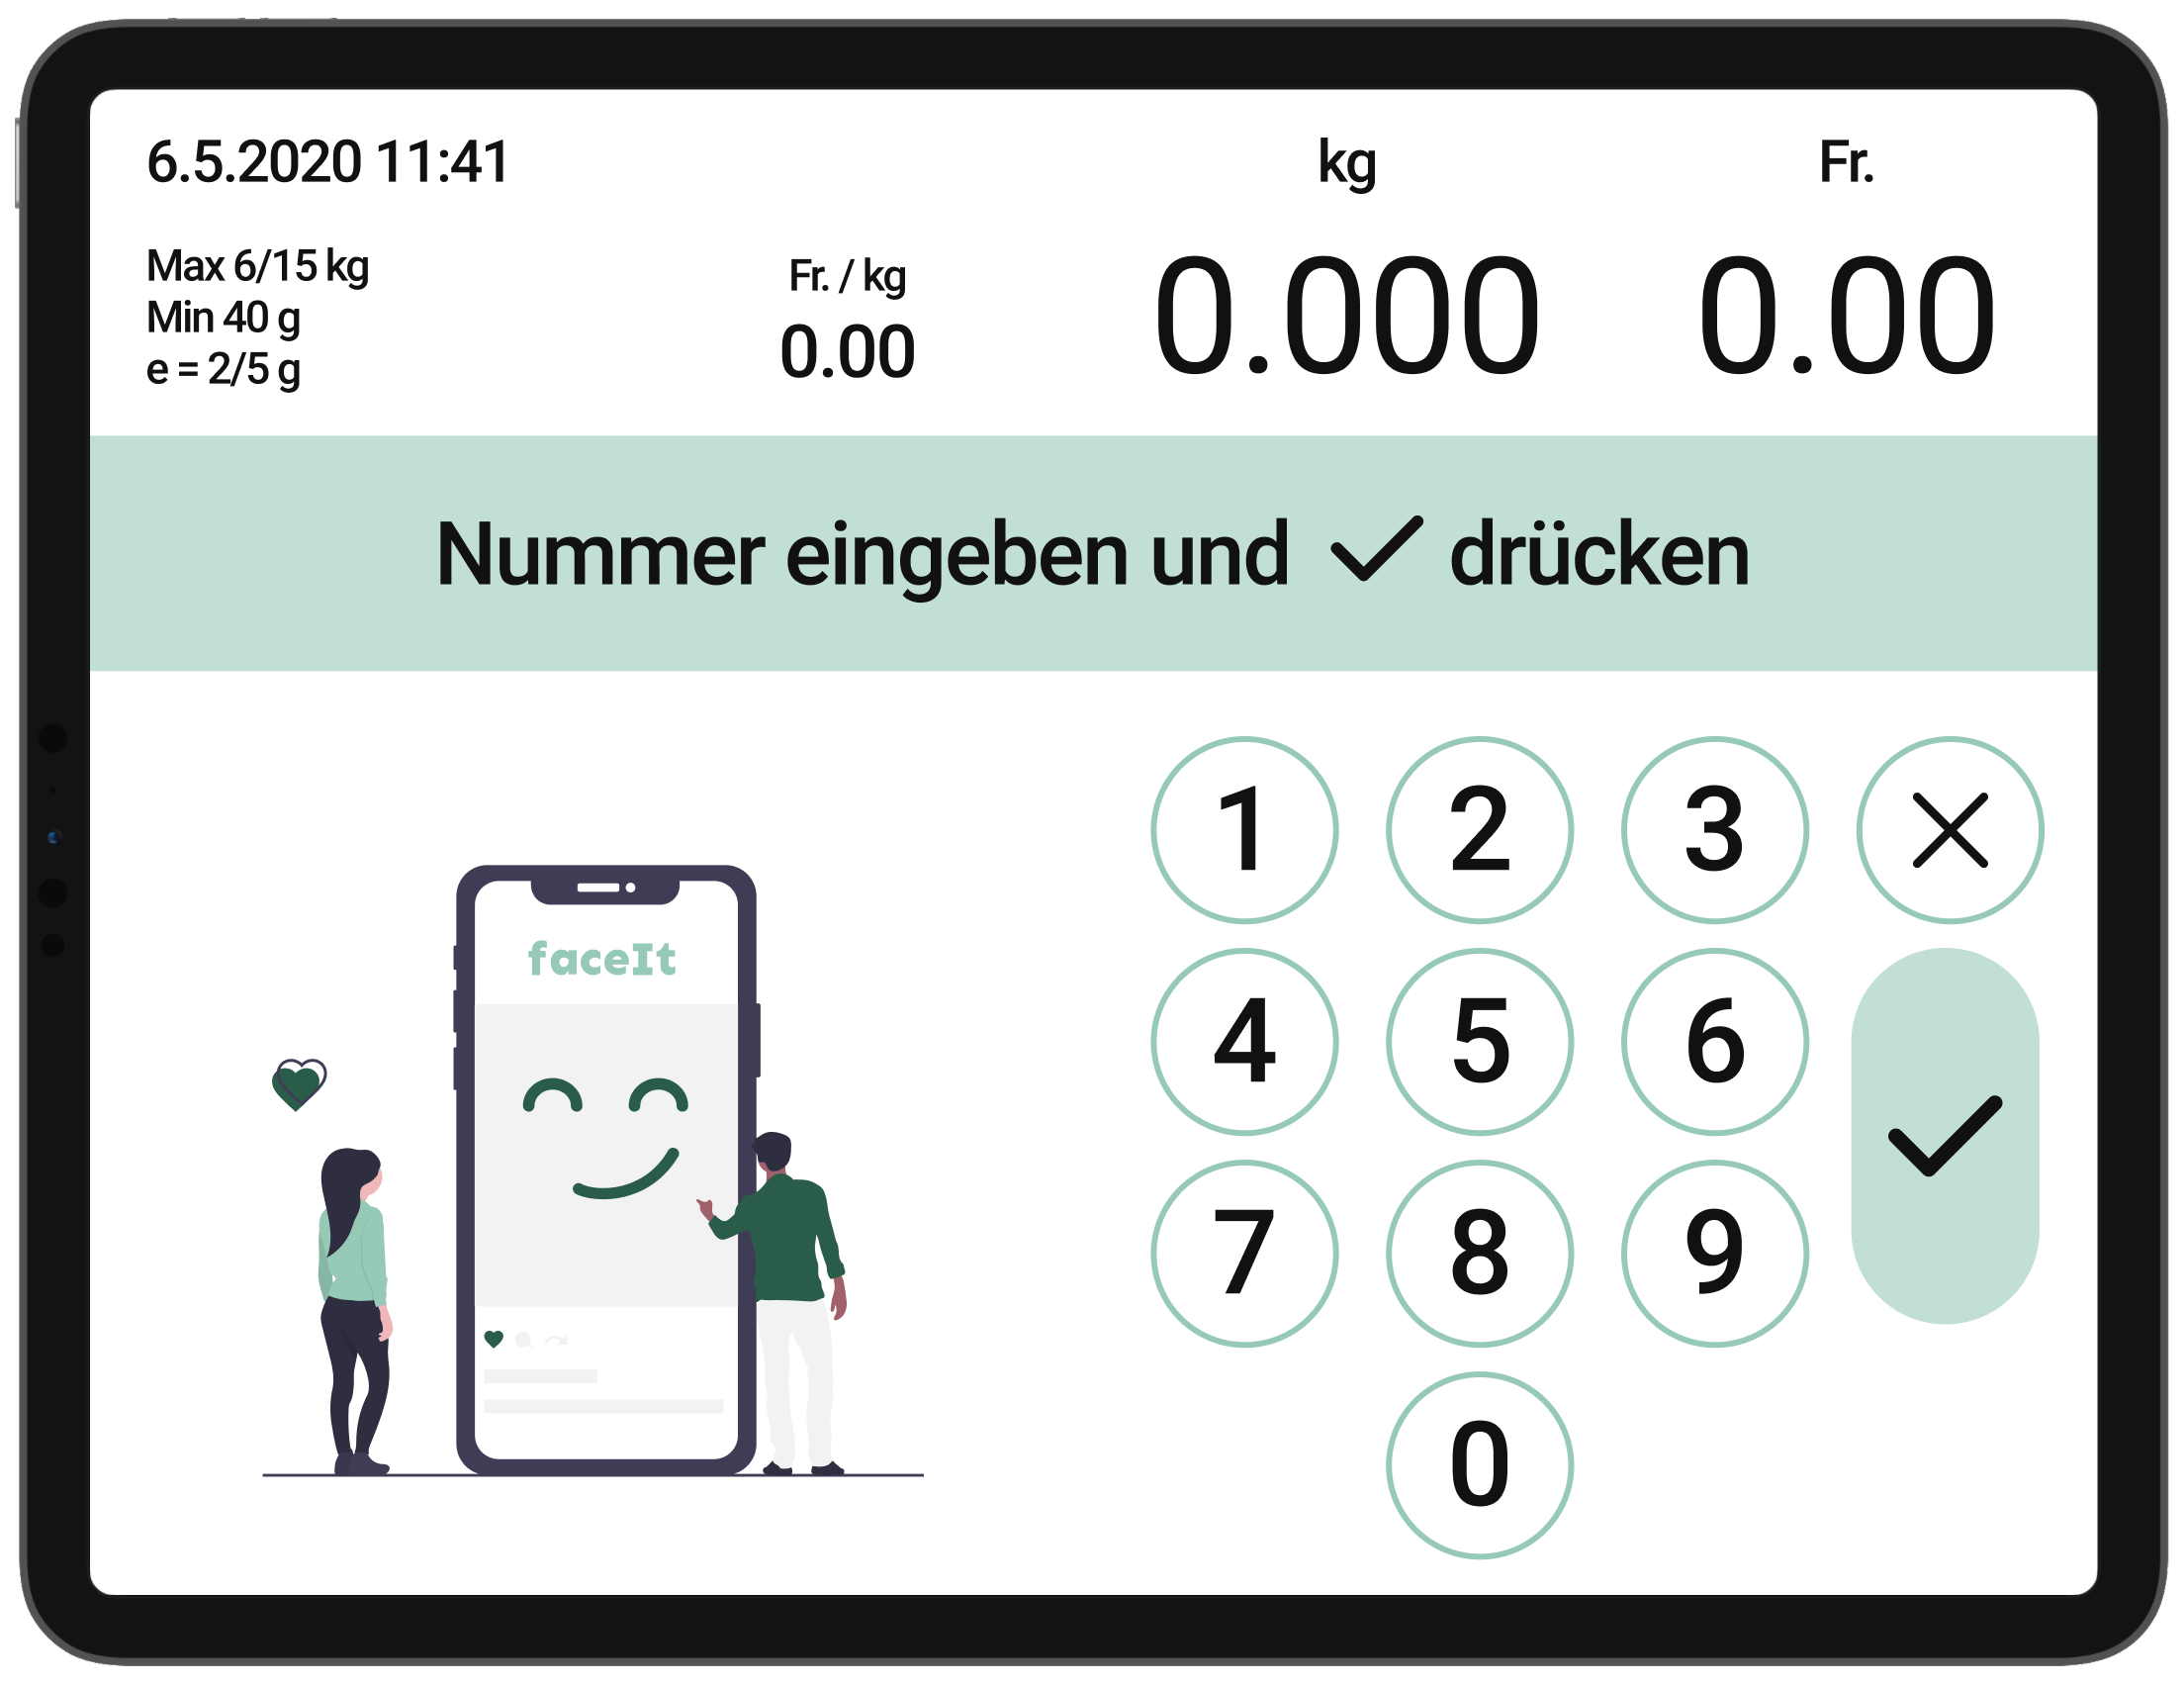 6.5.2020 11:41
kg
Fr.
Max 6/15 kg
Min 40 g
e = 2/5 g
Fr. / kg
0.00
0.000
0.00
Nummer eingeben und ✓ drücken
faceIt
1 2 3 ×
4 5 6 ✓
7 8 9
0